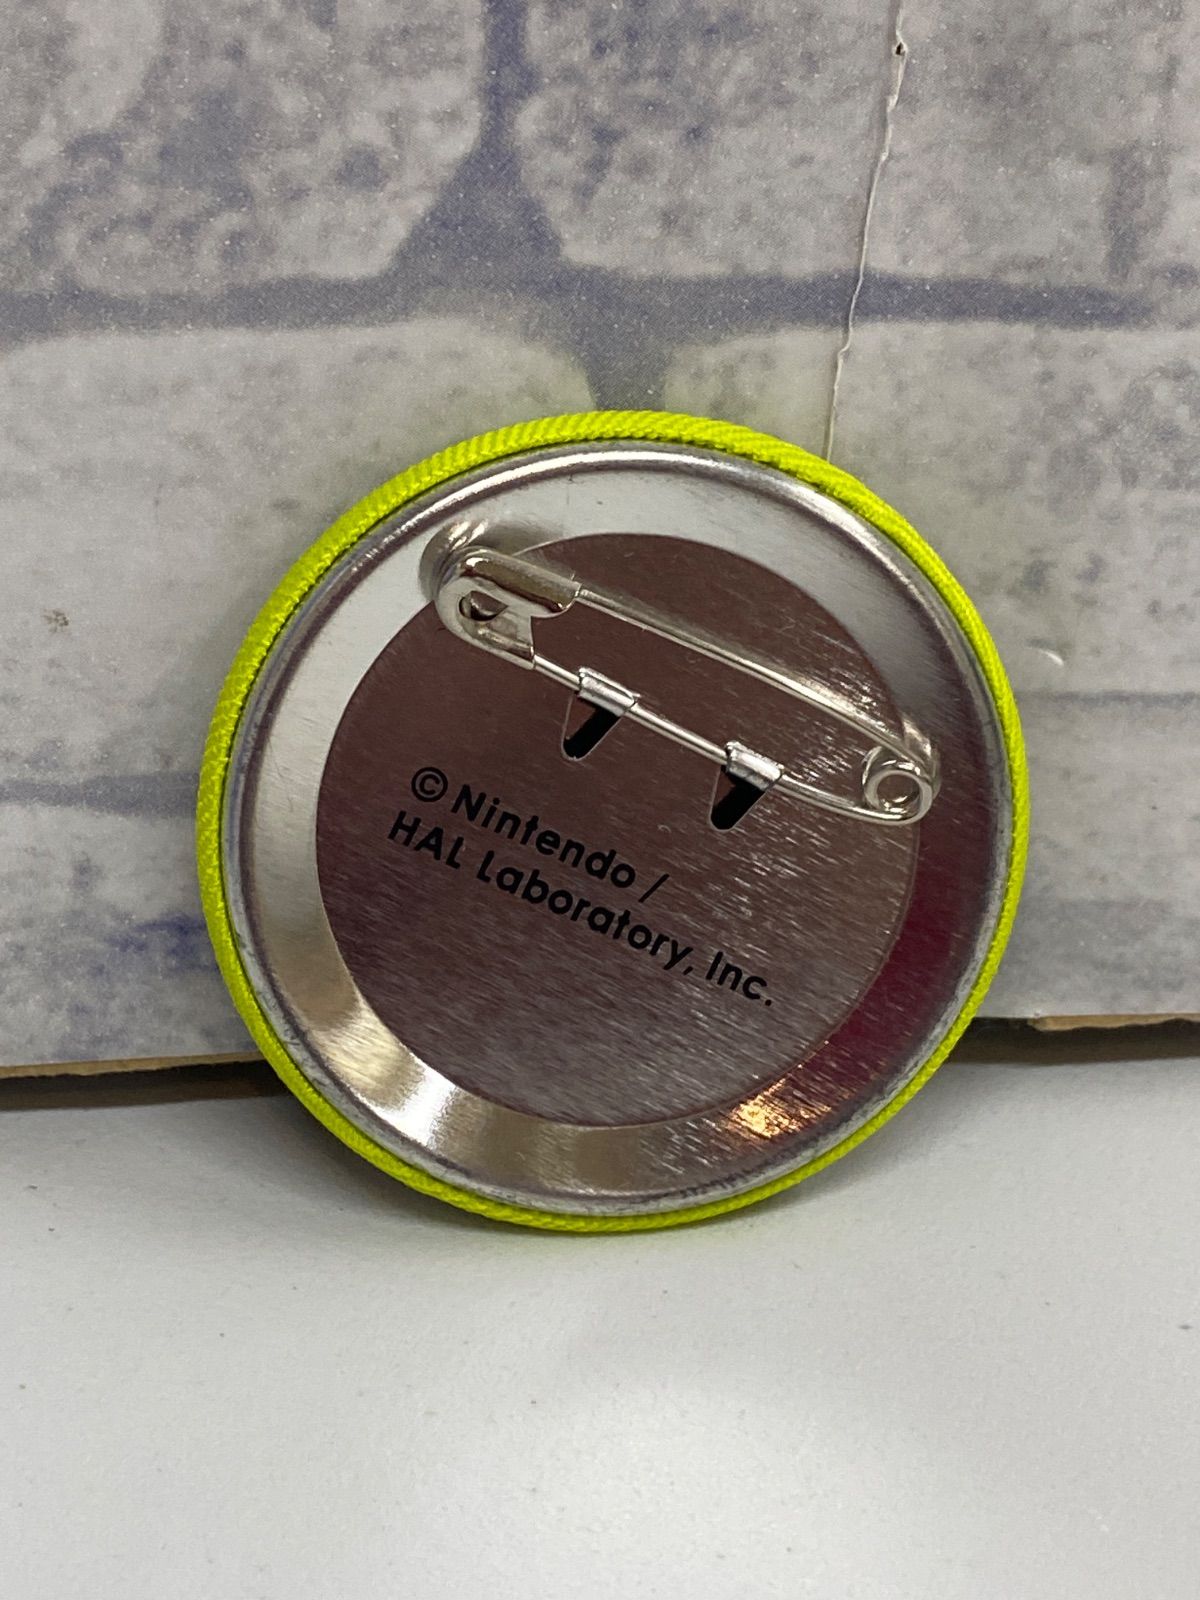 © Nintendo /
HAL Laboratory, Inc.